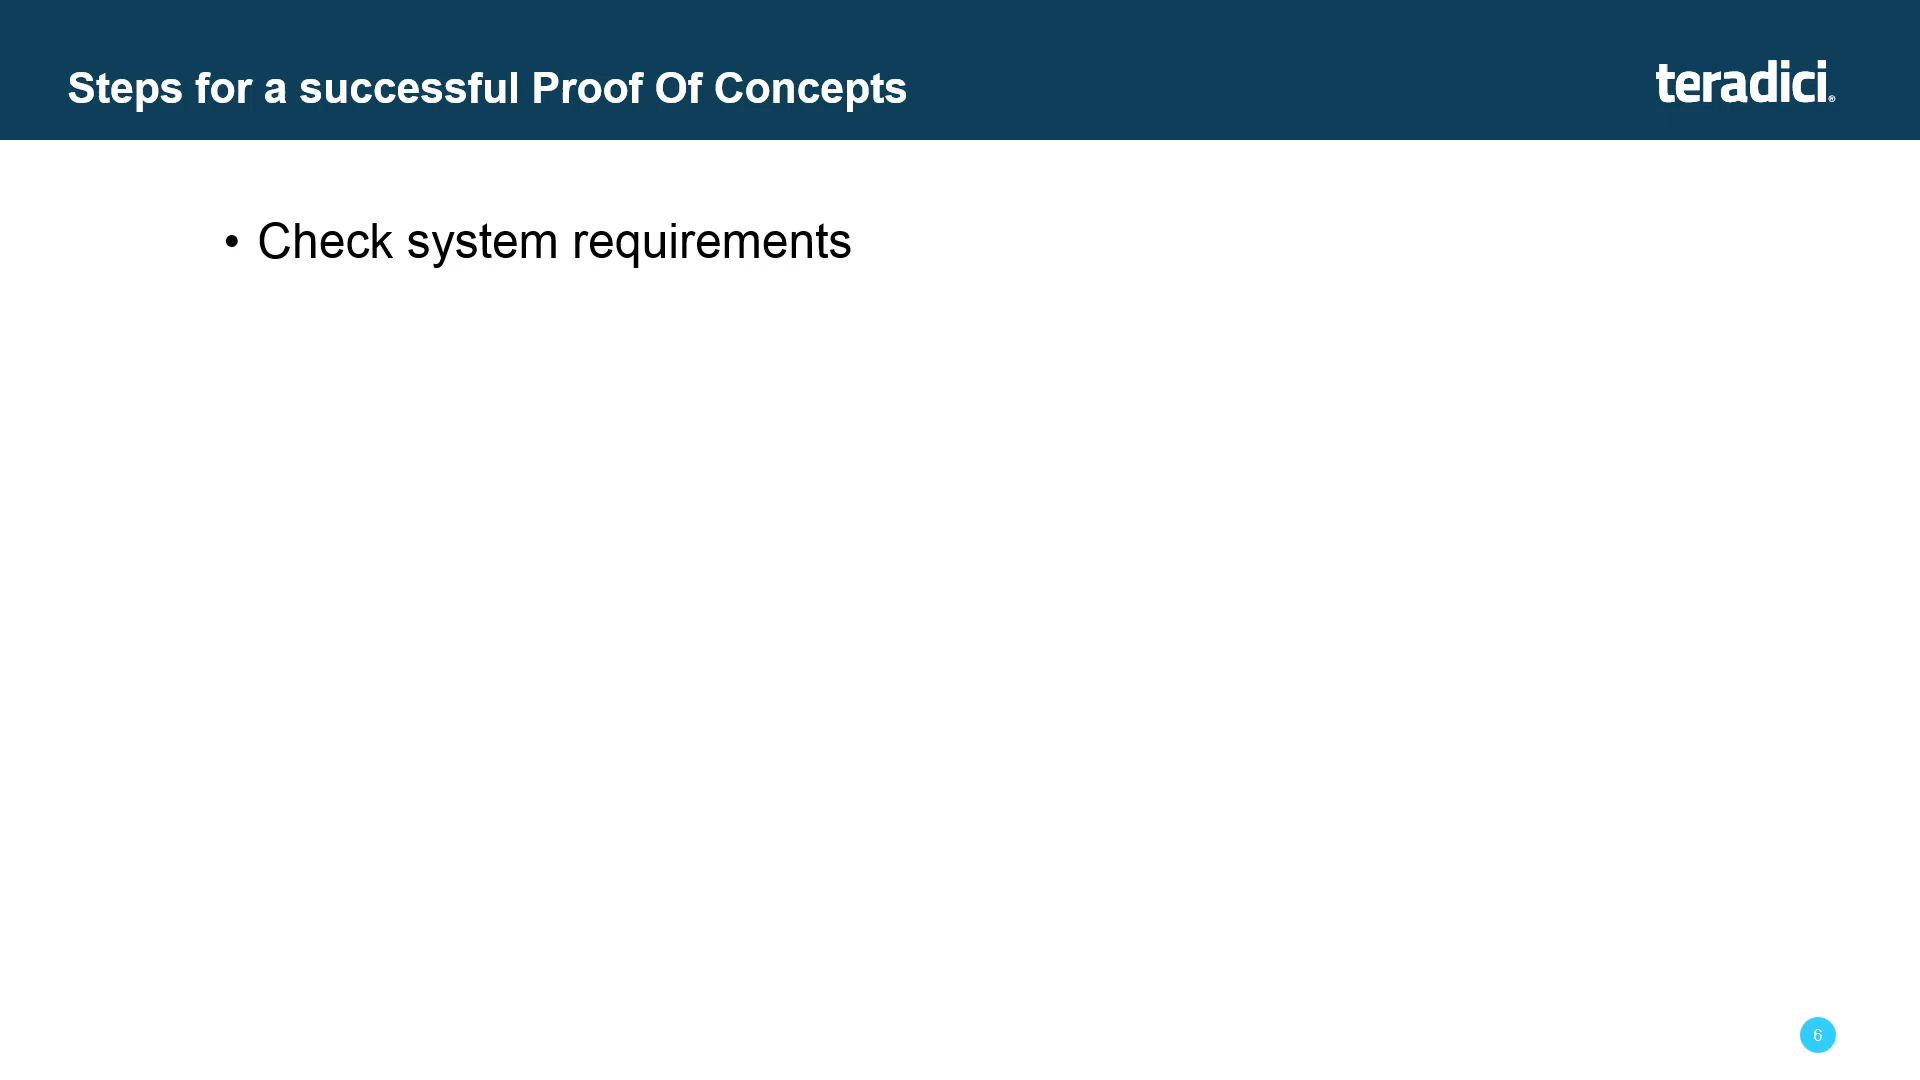 Steps for a successful Proof Of Concepts
teradici®
• Check system requirements
6